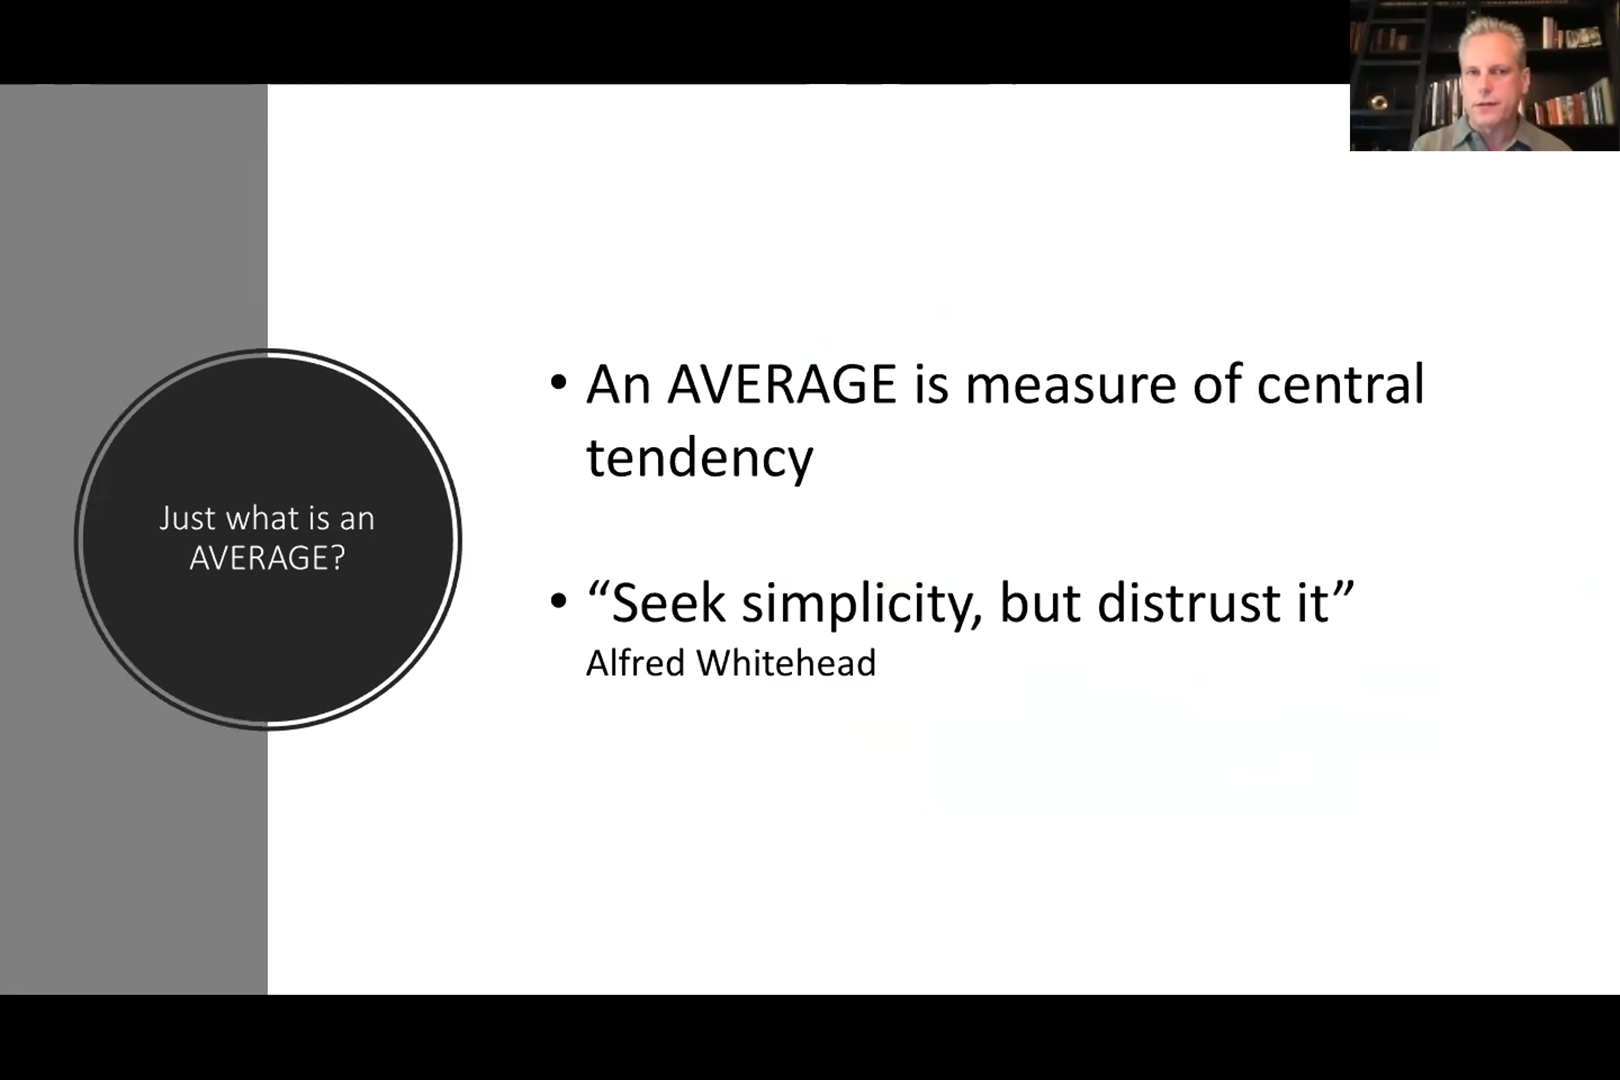 Just what is an
AVERAGE?
• An AVERAGE is measure of central
tendency
• “Seek simplicity, but distrust it”
Alfred Whitehead